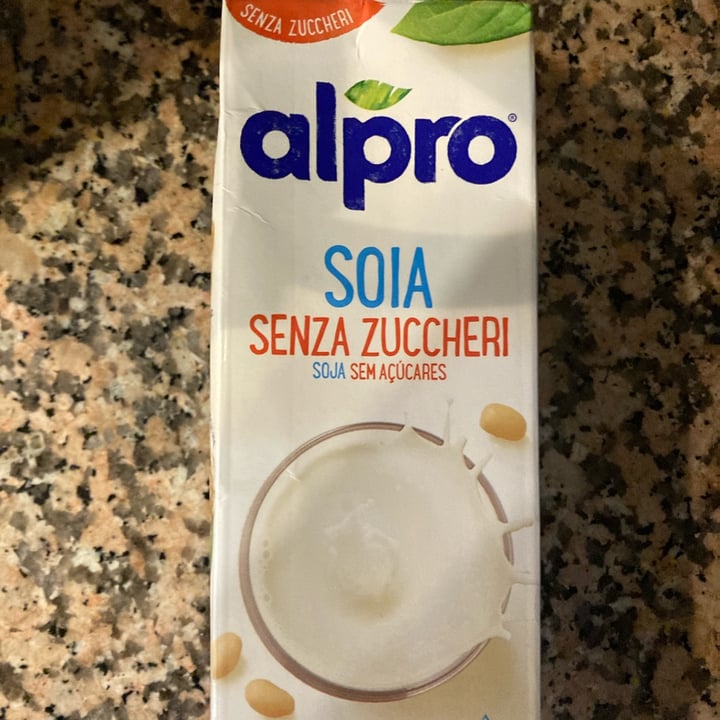 SENZA ZUCCHERI
alpro®
SOIA
SENZA ZUCCHERI
SOJA SEM AÇÚCARES